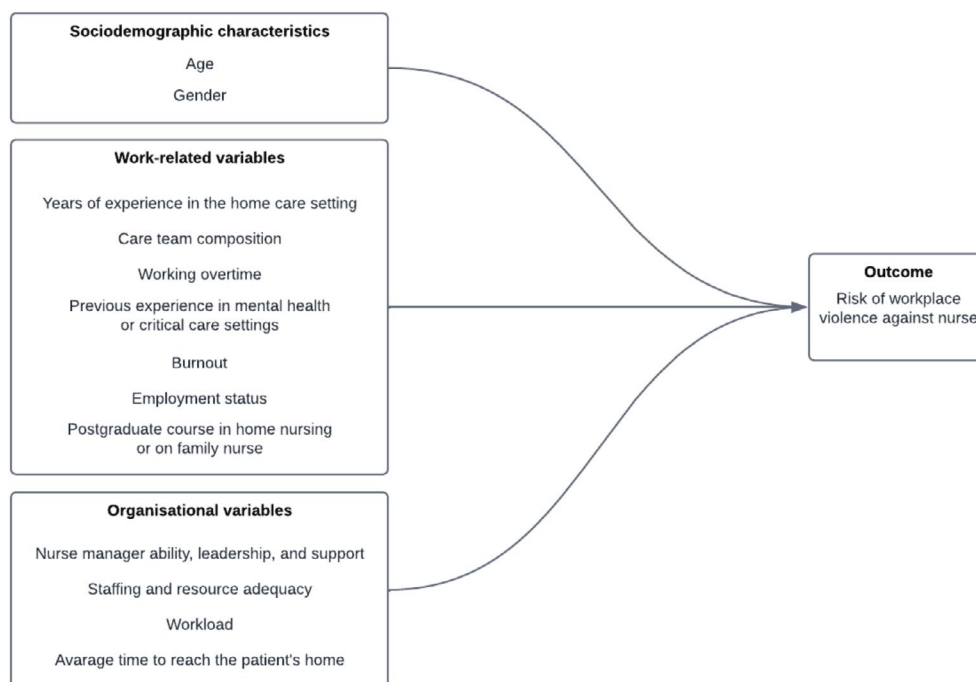 Sociodemographic characteristics
Age
Gender
Work-related variables
Years of experience in the home care setting
Care team composition
Working overtime
Previous experience in mental health
or critical care settings
Burnout
Employment status
Postgraduate course in home nursing
or on family nurse
Organisational variables
Nurse manager ability, leadership, and support
Staffing and resource adequacy
Workload
Avarage time to reach the patient's home
Outcome
Risk of workplace
violence against nurse